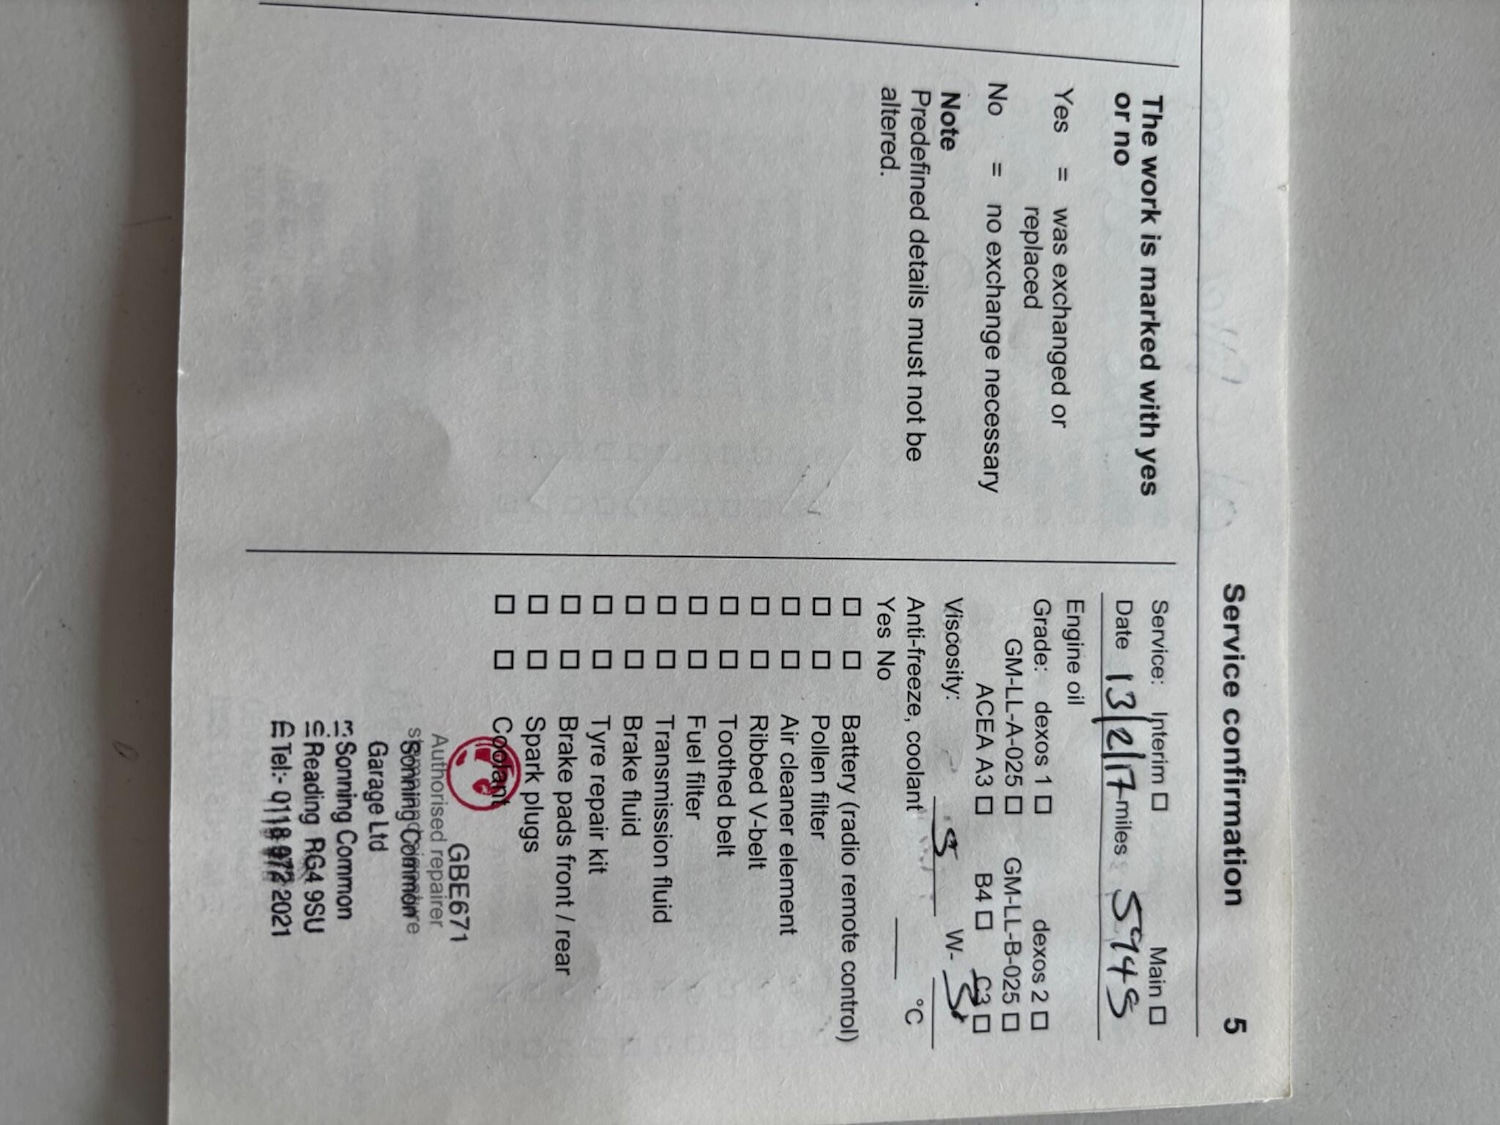 Service confirmation 5
The work is marked with yes
or no
Yes = was exchanged or
replaced
No = no exchange necessary
Note
Predefined details must not be
altered.
Service: Interim ☐ Main ☐
Date 13/2/17 miles 5948
Engine oil
Grade: dexos 1 ☐ dexos 2 ☐
GM-LL-A-025 ☐ GM-LL-B-025 ☐
ACEA A3 ☐ B4 ☐ C3 ☐
Viscosity: 5 W-
Anti-freeze, coolant °C
Yes No
☐ ☐ Battery (radio remote control)
☐ ☐ Pollen filter
☐ ☐ Air cleaner element
☐ ☐ Ribbed V-belt
☐ ☐ Toothed belt
☐ ☐ Fuel filter
☐ ☐ Transmission fluid
☐ ☐ Brake fluid
☐ ☐ Tyre repair kit
☐ ☐ Brake pads front / rear
☐ ☐ Spark plugs
☐ ☐ Coolant
GBE671
Authorised repairer
Sonning Common
Garage Ltd
Sonning Common
Reading RG4 9SU
Tel:- 0118 972 2021